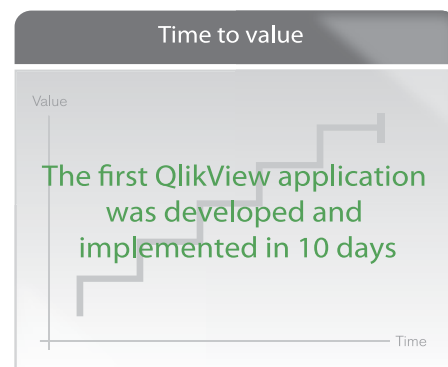 Time to value
Value
The first QlikView application
was developed and
implemented in 10 days
Time